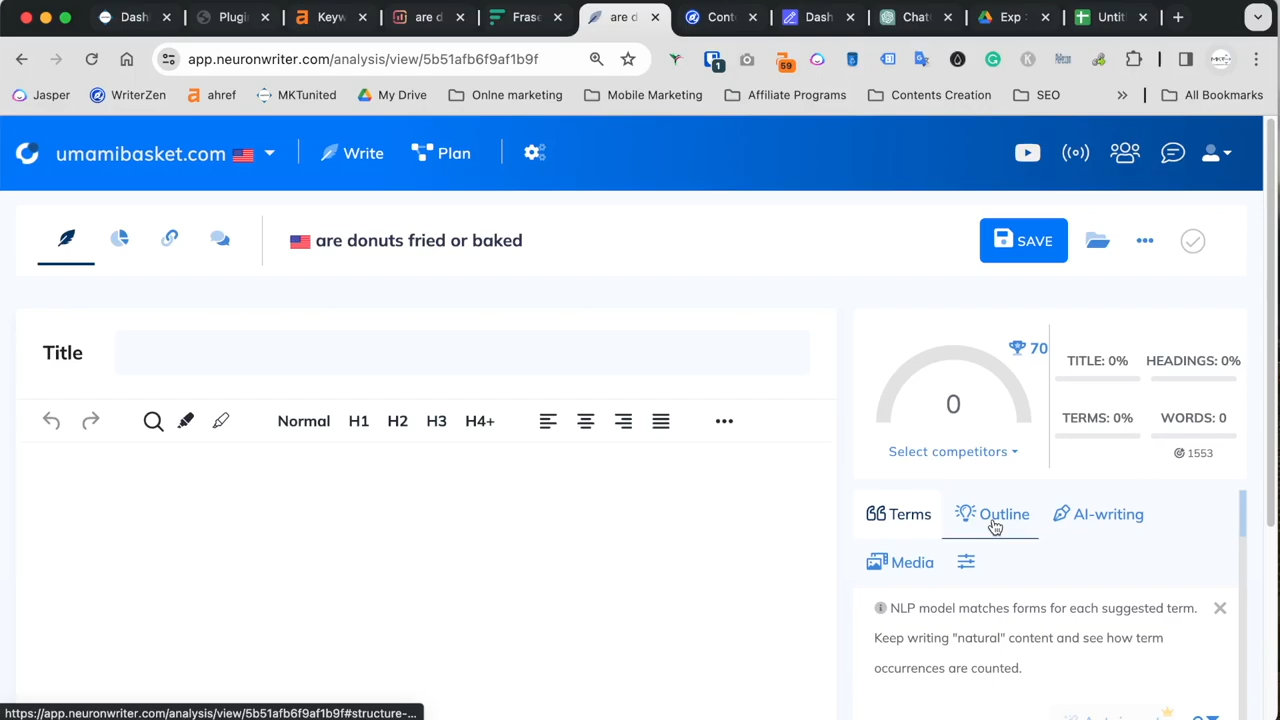 Dash
Plugi
Keyw
are d
Frase
are d
Cont
Dash
Chat
Exp
Untit
app.neuronwriter.com/analysis/view/5b51afb6f9af1b9f
1
59
Jasper
WriterZen
ahref
MKTunited
My Drive
Onlne marketing
Mobile Marketing
Affiliate Programs
Contents Creation
SEO
»
All Bookmarks
umamibasket.com
Write
Plan
are donuts fried or baked
SAVE
Title
Normal H1 H2 H3 H4+
70
0
Select competitors
TITLE: 0% HEADINGS: 0%
TERMS: 0% WORDS: 0
1553
Terms
Outline
AI-writing
Media
NLP model matches forms for each suggested term.
Keep writing "natural" content and see how term
occurrences are counted.
https://app.neuronwriter.com/analysis/view/5b51afb6f9af1b9f#structure-...